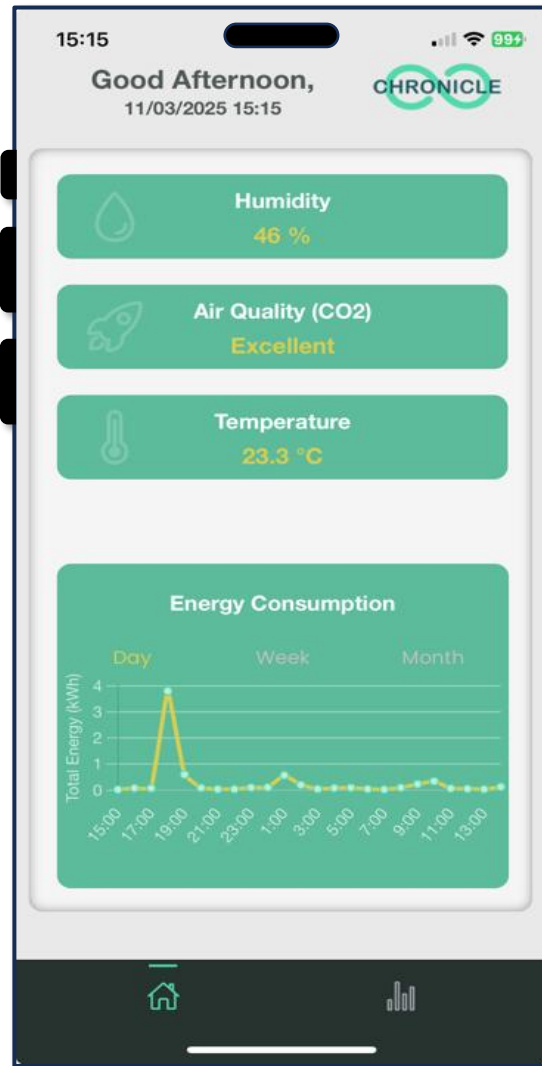 15:15
99
Good Afternoon,
11/03/2025 15:15
CHRONICLE
Humidity
46 %
Air Quality (CO2)
Excellent
Temperature
23.3 °C
Energy Consumption
Day Week Month
Total Energy (kWh)
4
3
2
1
0
15:00 17:00 19:00 21:00 23:00 1:00 3:00 5:00 7:00 9:00 11:00 13:00